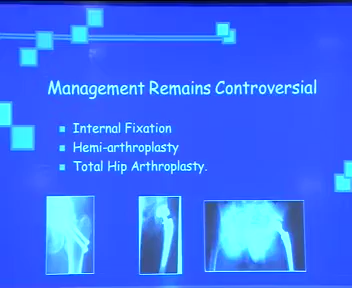 Management Remains Controversial
Internal Fixation
Hemi-arthroplasty
Total Hip Arthroplasty.